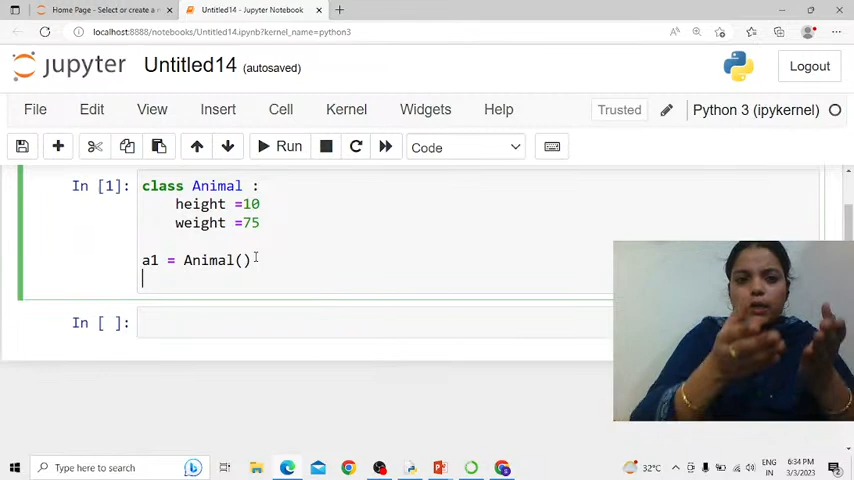 Home Page - Select or create a n
Untitled14 - Jupyter Notebook
localhost:8888/notebooks/Untitled14.ipynb?kernel_name=python3
jupyter Untitled14 (autosaved)
Logout
File Edit View Insert Cell Kernel Widgets Help Trusted Python 3 (ipykernel)
Run Code
In [1]: class Animal :
height =10
weight =75
a1 = Animal()
In [ ]:
Type here to search
32°C
ENG
IN
6:34 PM
3/3/2023